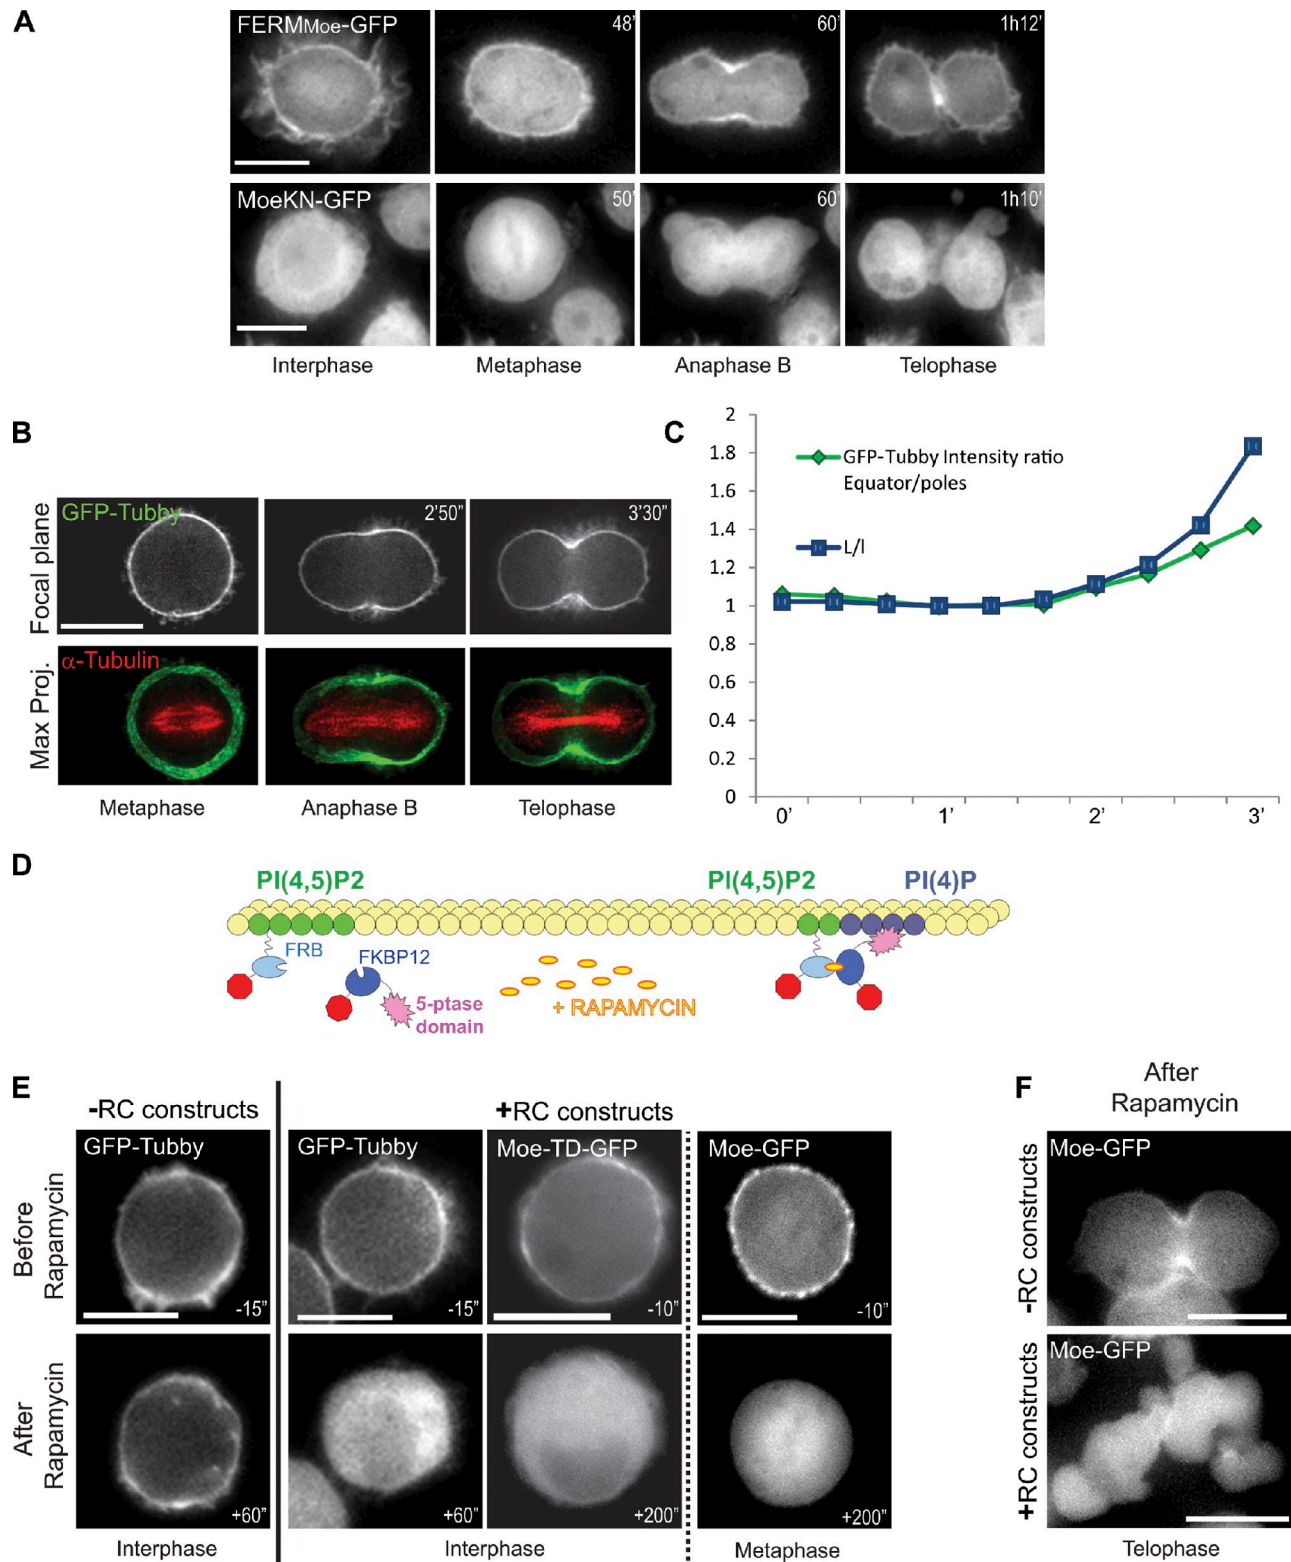 A
FERMMoe-GFP
48'
60'
1h12'
MoeKN-GFP
50'
60'
1h10'
Interphase
Metaphase
Anaphase B
Telophase
B
Focal plane
GFP-Tubby
2'50"
3'30"
Max Proj.
α-Tubulin
Metaphase
Anaphase B
Telophase
C
2
1.8
1.6
1.4
1.2
1
0.8
0.6
0.4
0.2
0
GFP-Tubby Intensity ratio
Equator/poles
L/l
0'
1'
2'
3'
D
PI(4,5)P2
PI(4,5)P2
PI(4)P
FRB
FKBP12
5-ptase
domain
+ RAPAMYCIN
E
-RC constructs
+RC constructs
Before
Rapamycin
GFP-Tubby
-15"
GFP-Tubby
-15"
Moe-TD-GFP
-10"
Moe-GFP
-10"
After
Rapamycin
+60"
+60"
+200"
+200"
Interphase
Interphase
Metaphase
F
After
Rapamycin
-RC constructs
Moe-GFP
+RC constructs
Moe-GFP
Telophase